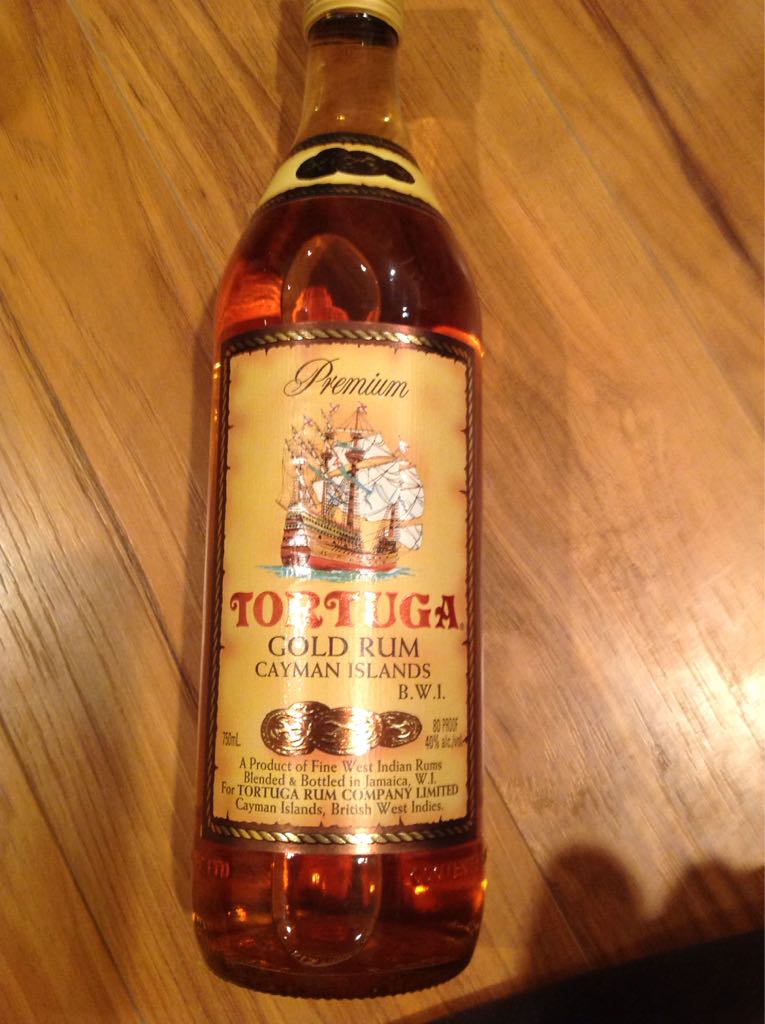 Premium
TORTUGA®
GOLD RUM
CAYMAN ISLANDS
B.W.I.
750mL
80 PROOF
40% alc./vol.
A Product of Fine West Indian Rums
Blended & Bottled in Jamaica, W.I.
For TORTUGA RUM COMPANY LIMITED
Cayman Islands, British West Indies.